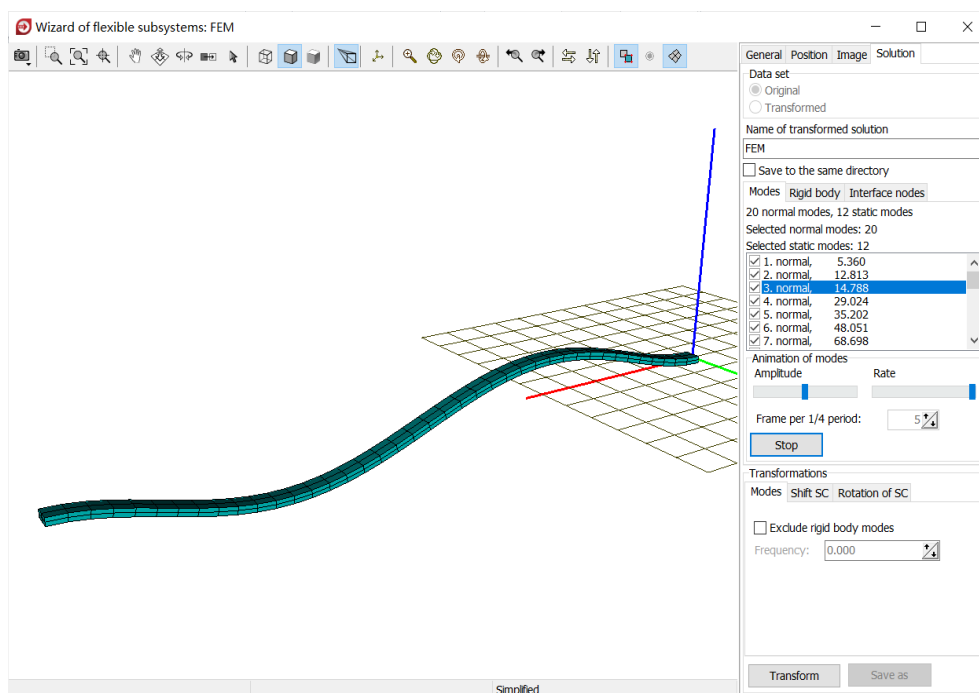 Wizard of flexible subsystems: FEM
General Position Image Solution
Data set
Original
Transformed
Name of transformed solution
FEM
Save to the same directory
Modes Rigid body Interface nodes
20 normal modes, 12 static modes
Selected normal modes: 20
Selected static modes: 12
1. normal, 5.360
2. normal, 12.813
3. normal, 14.788
4. normal, 29.024
5. normal, 35.202
6. normal, 48.051
7. normal, 68.698
Animation of modes
Amplitude Rate
Frame per 1/4 period: 5
Stop
Transformations
Modes Shift SC Rotation of SC
Exclude rigid body modes
Frequency: 0.000
Transform Save as
Simplified